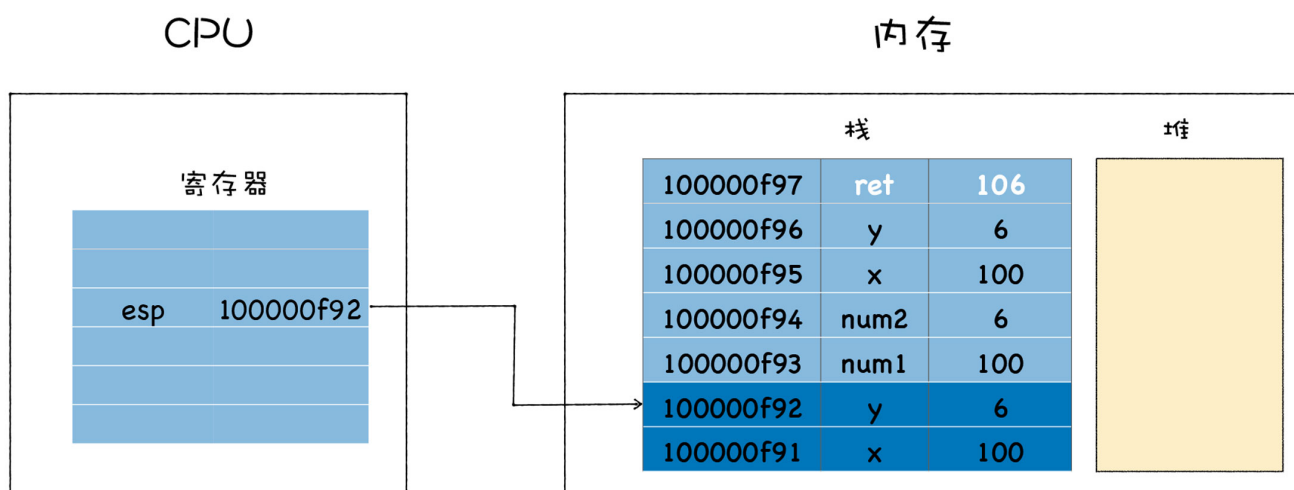 CPU
内存
寄存器
esp 100000f92
栈
堆
100000f97 ret 106
100000f96 y 6
100000f95 x 100
100000f94 num2 6
100000f93 num1 100
100000f92 y 6
100000f91 x 100